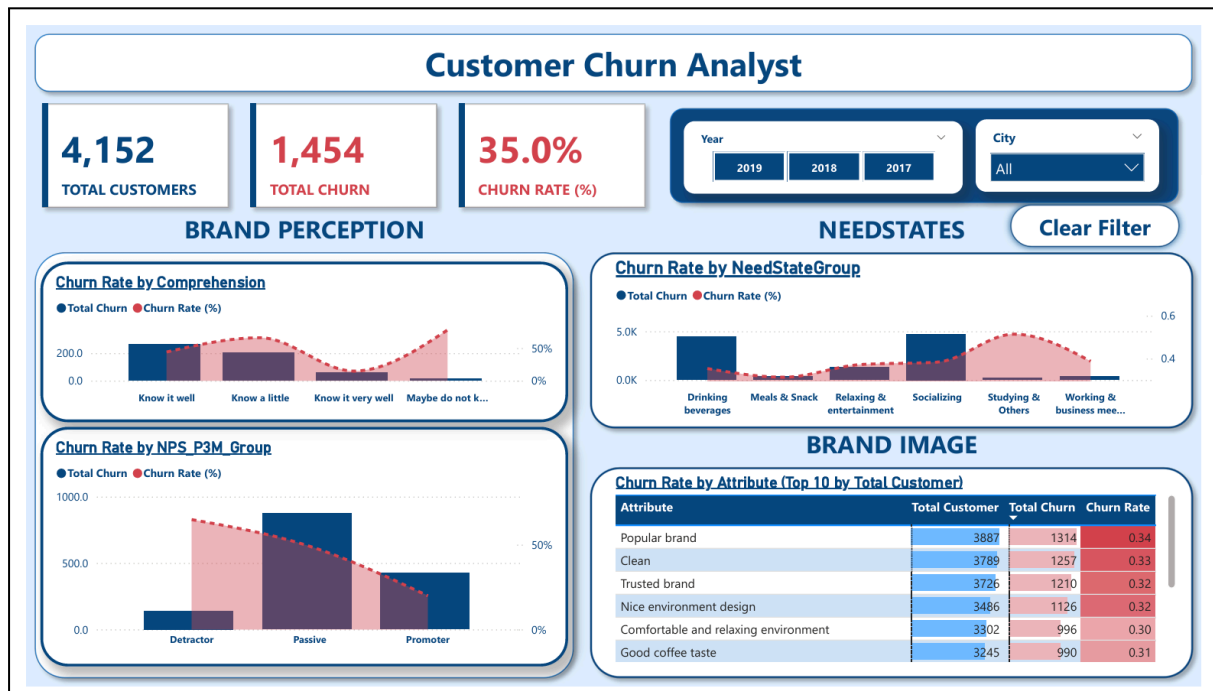 Customer Churn Analyst
4,152
TOTAL CUSTOMERS
1,454
TOTAL CHURN
35.0%
CHURN RATE (%)
Year
2019 2018 2017
City
All
Clear Filter
BRAND PERCEPTION
Churn Rate by Comprehension
Total Churn Churn Rate (%)
200.0
0.0
50%
0%
Know it well Know a little Know it very well Maybe do not k...
Churn Rate by NPS_P3M_Group
Total Churn Churn Rate (%)
1000.0
500.0
0.0
50%
0%
Detractor Passive Promoter
NEEDSTATES
Churn Rate by NeedStateGroup
Total Churn Churn Rate (%)
5.0K
0.0K
0.6
0.4
Drinking beverages
Meals & Snack
Relaxing & entertainment
Socializing
Studying & Others
Working & business mee...
BRAND IMAGE
Churn Rate by Attribute (Top 10 by Total Customer)
Attribute Total Customer Total Churn Churn Rate
Popular brand 3887 1314 0.34
Clean 3789 1257 0.33
Trusted brand 3726 1210 0.32
Nice environment design 3486 1126 0.32
Comfortable and relaxing environment 3302 996 0.30
Good coffee taste 3245 990 0.31